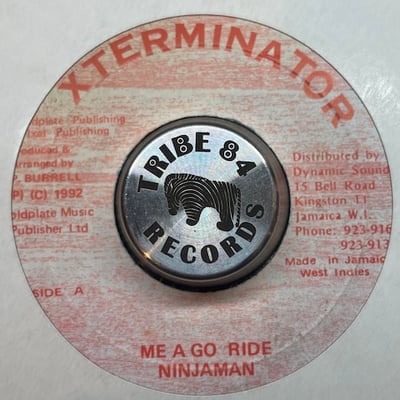 XTERMINATOR
Publishing
Publishing
Produced &
Arranged by
P. BURRELL
(C) 1992
Goldplate Music
Publisher Ltd
SIDE A
TRIBE 84
RECORDS
Distributed by
Dynamic Sound
15 Bell Road
Kingston 11
Jamaica W.I.
Phone: 923-916
923-913
Made in Jamaic
West Indies
ME A GO RIDE
NINJAMAN